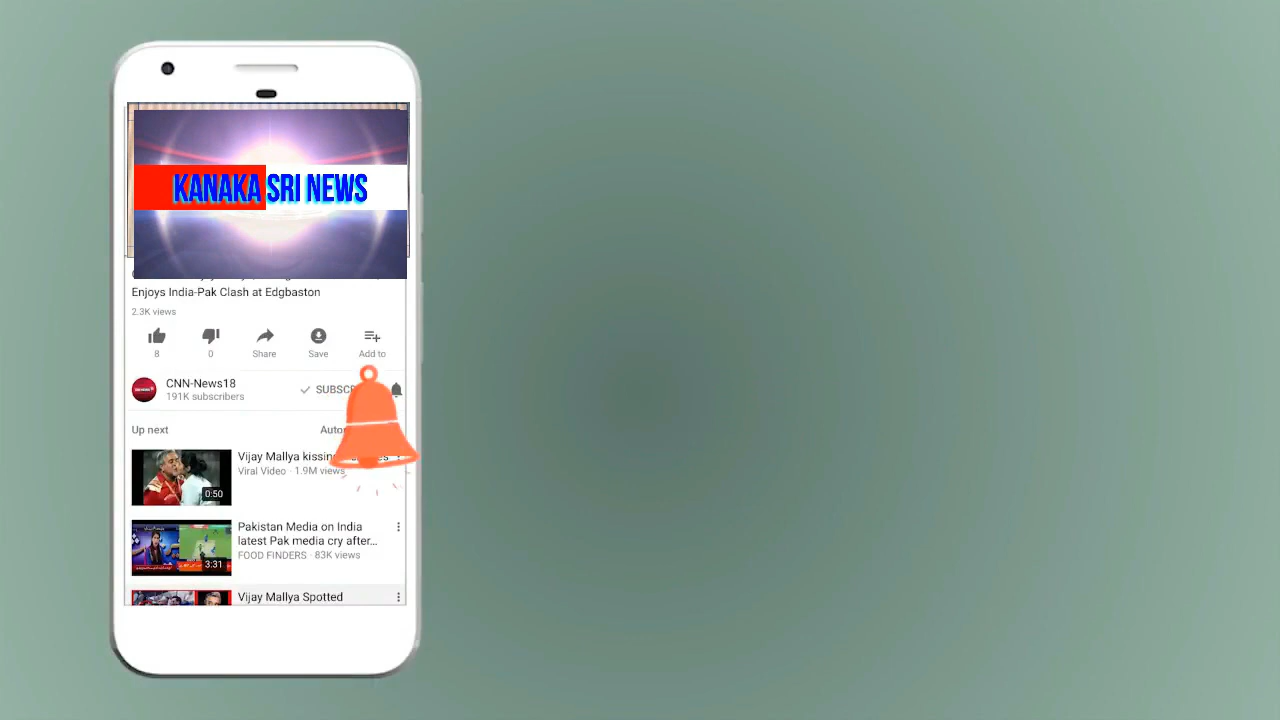 KANAKA SRI NEWS
Enjoys India-Pak Clash at Edgbaston
2.3K views
8
0
Share
Save
Add to
CNN-News18
191K subscribers
Up next
Vijay Mallya
Viral Video · 1.9M views
0:50
Pakistan Media on India
latest Pak media cry after...
FOOD FINDERS · 83K views
3:31
Vijay Mallya Spotted